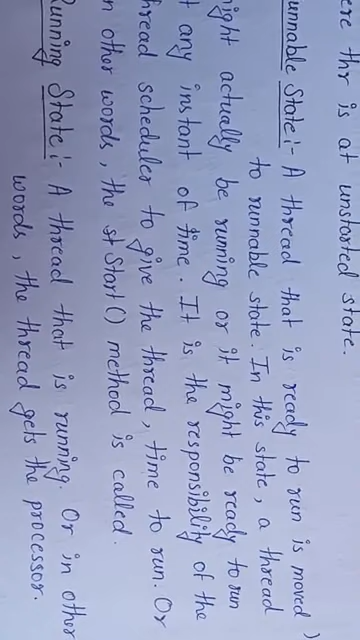 ere thr is at unstarted state.
unnable State:- A thread that is ready to run is moved
to runnable state. In this state, a thread
ight actually be running or it might be ready to run
t any instant of time. It is the responsibility of the
hread scheduler to give the thread, time to run. Or
n other words, the st Start() method is called.
unning State:- A thread that is running. Or in other
words, the thread gets the processor.